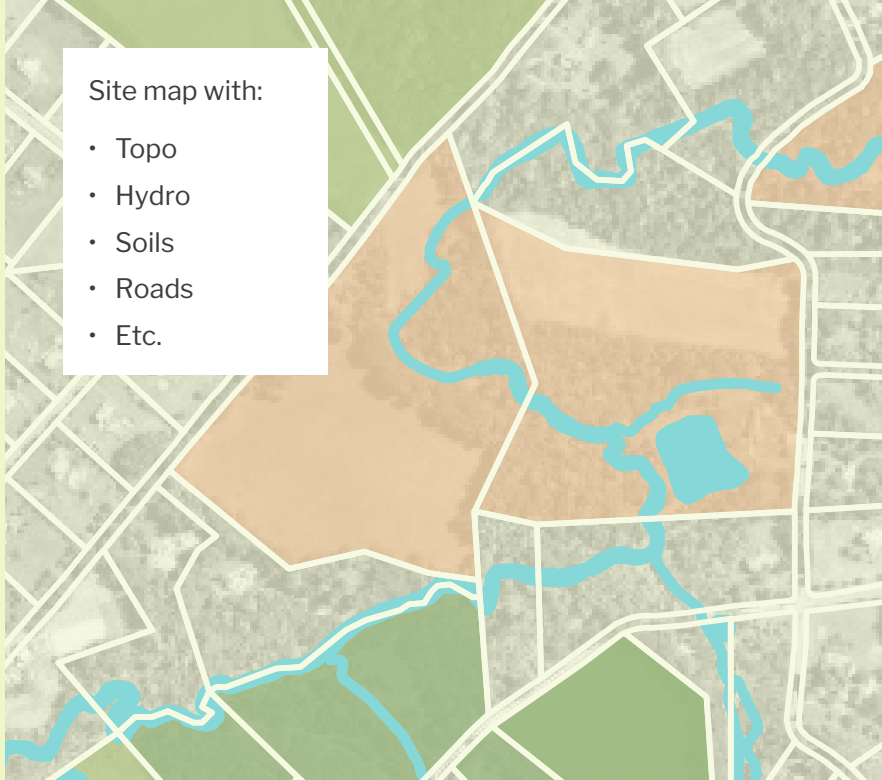 Site map with:
• Topo
• Hydro
• Soils
• Roads
• Etc.